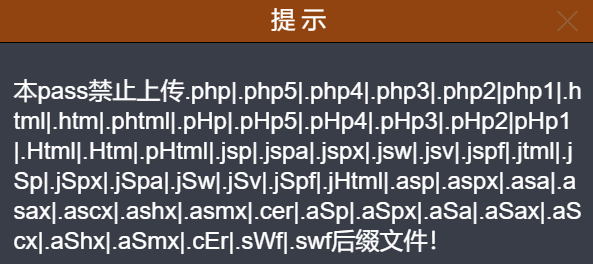 提示
本pass禁止上传.php|.php5|.php4|.php3|.php2|php1|.h
tml|.htm|.phtml|.pHp|.pHp5|.pHp4|.pHp3|.pHp2|pHp1
|.Html|.Htm|.pHtml|.jsp|.jspa|.jspx|.jsw|.jsv|.jspf|.jtml|.j
Sp|.jSpx|.jSpa|.jSw|.jSv|.jSpf|.jHtml|.asp|.aspx|.asa|.a
sax|.ascx|.ashx|.asmx|.cer|.aSp|.aSpx|.aSa|.aSax|.aS
cx|.aShx|.aSmx|.cEr|.sWf|.swf后缀文件！